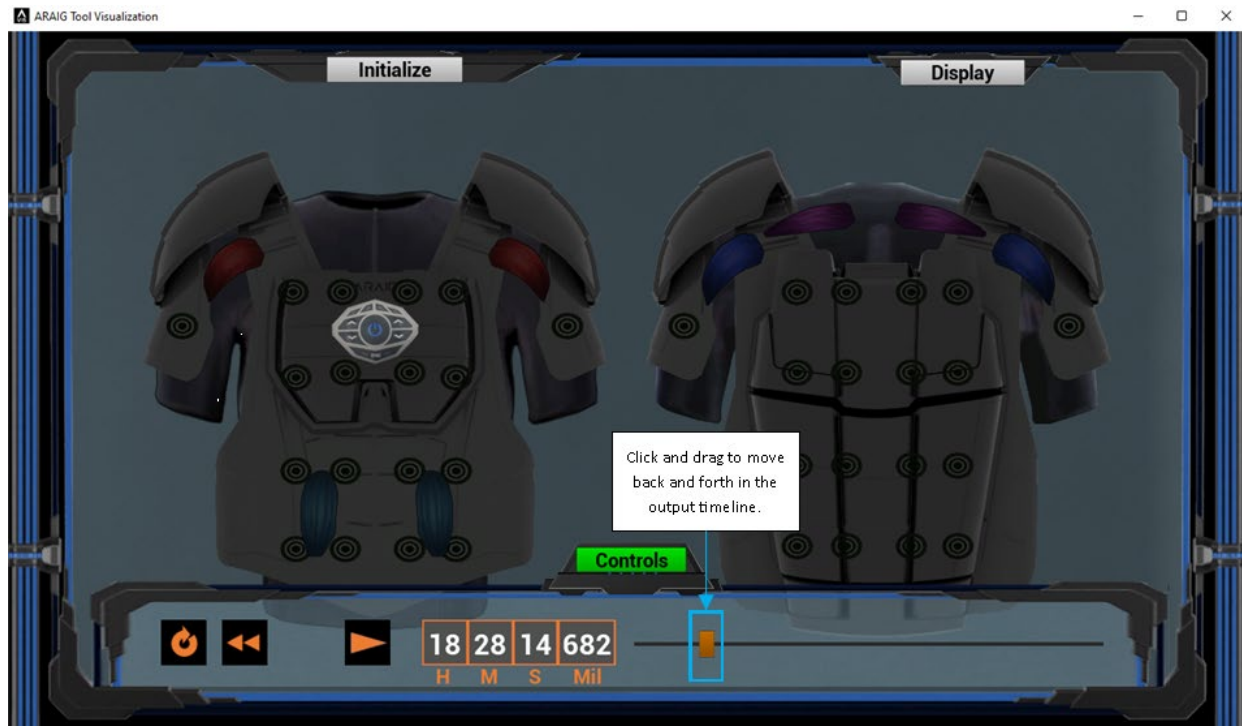 ARAIG Tool Visualization
Initialize
Display
ARAIG
Click and drag to move
back and forth in the
output timeline.
Controls
18 28 14 682
H M S Mil